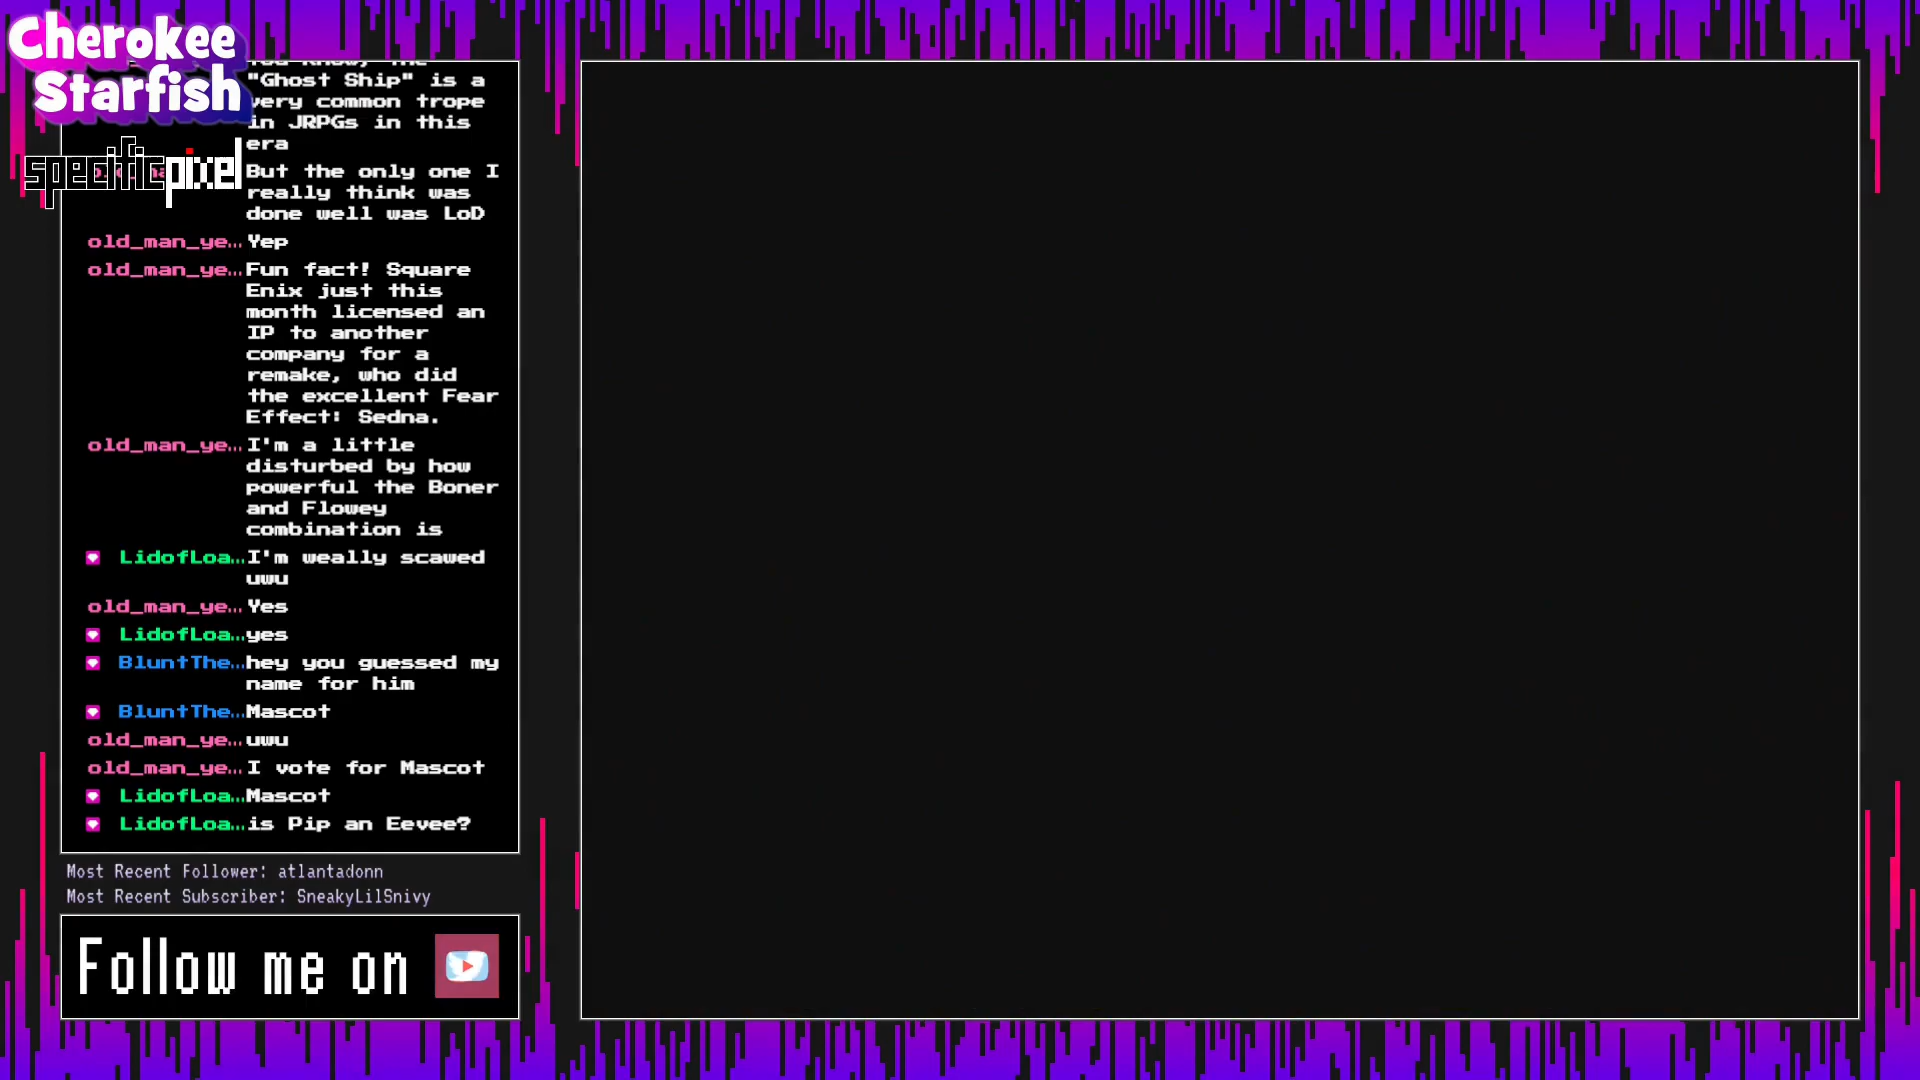 Cherokee
Starfish
specificpixel
"Ghost Ship" is a
very common trope
in JRPGs in this
era
But the only one I
really think was
done well was LoD
old_man_ye… Yep
old_man_ye… Fun fact! Square
Enix just this
month licensed an
IP to another
company for a
remake, who did
the excellent Fear
Effect: Sedna.
old_man_ye… I'm a little
disturbed by how
powerful the Boner
and Flowey
combination is
LidofLoa… I'm weally scawed
uwu
old_man_ye… Yes
LidofLoa… yes
BluntThe… hey you guessed my
name for him
BluntThe… Mascot
old_man_ye… uwu
old_man_ye… I vote for Mascot
LidofLoa… Mascot
LidofLoa… is Pip an Eevee?
Most Recent Follower: atlantadonn
Most Recent Subscriber: SneakyLilSnivy
Follow me on